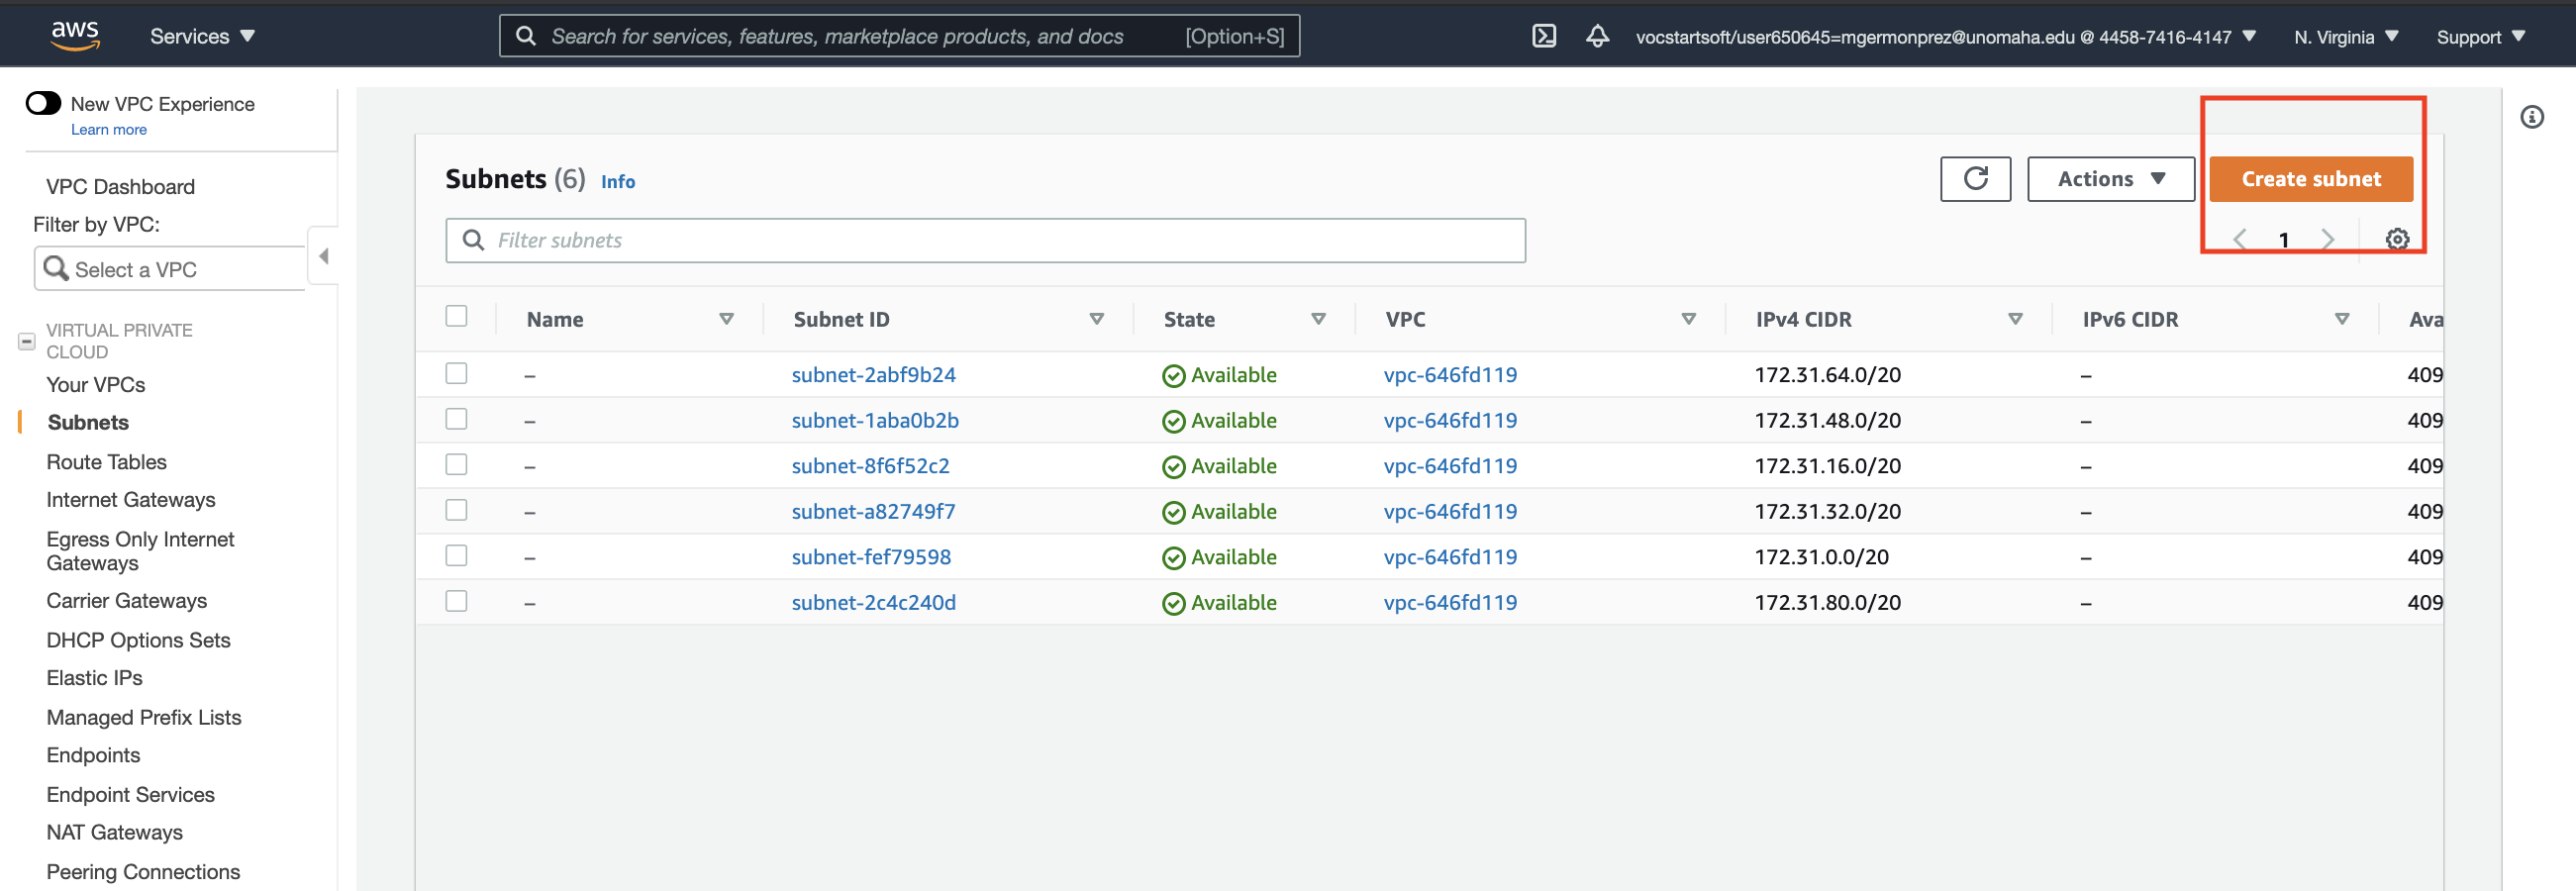 aws Services Search for services, features, marketplace products, and docs [Option+S] vocstartsoft/user650645=mgermonprez@unomaha.edu @ 4458-7416-4147 N. Virginia Support
New VPC Experience
Learn more
VPC Dashboard
Filter by VPC:
Select a VPC
VIRTUAL PRIVATE
CLOUD
Your VPCs
Subnets
Route Tables
Internet Gateways
Egress Only Internet
Gateways
Carrier Gateways
DHCP Options Sets
Elastic IPs
Managed Prefix Lists
Endpoints
Endpoint Services
NAT Gateways
Peering Connections
Subnets (6) Info Actions Create subnet
Filter subnets 1
Name Subnet ID State VPC IPv4 CIDR IPv6 CIDR Ava
– subnet-2abf9b24 Available vpc-646fd119 172.31.64.0/20 – 409
– subnet-1aba0b2b Available vpc-646fd119 172.31.48.0/20 – 409
– subnet-8f6f52c2 Available vpc-646fd119 172.31.16.0/20 – 409
– subnet-a82749f7 Available vpc-646fd119 172.31.32.0/20 – 409
– subnet-fef79598 Available vpc-646fd119 172.31.0.0/20 – 409
– subnet-2c4c240d Available vpc-646fd119 172.31.80.0/20 – 409